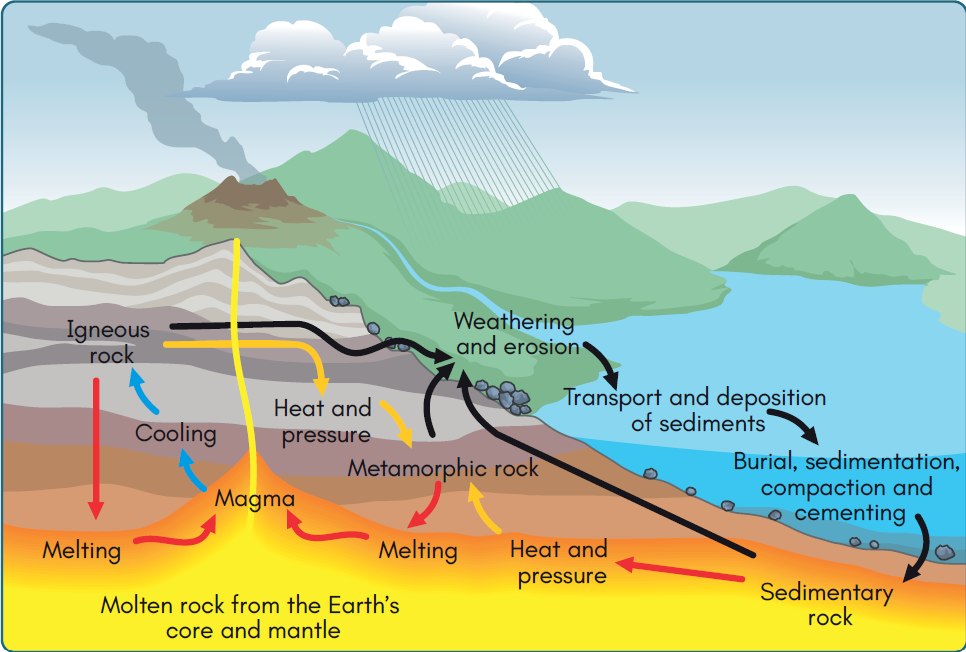 Igneous
rock
Weathering
and erosion
Transport and deposition
of sediments
Heat and
pressure
Cooling
Metamorphic rock
Burial, sedimentation,
compaction and
cementing
Magma
Melting
Melting
Heat and
pressure
Sedimentary
rock
Molten rock from the Earth's
core and mantle